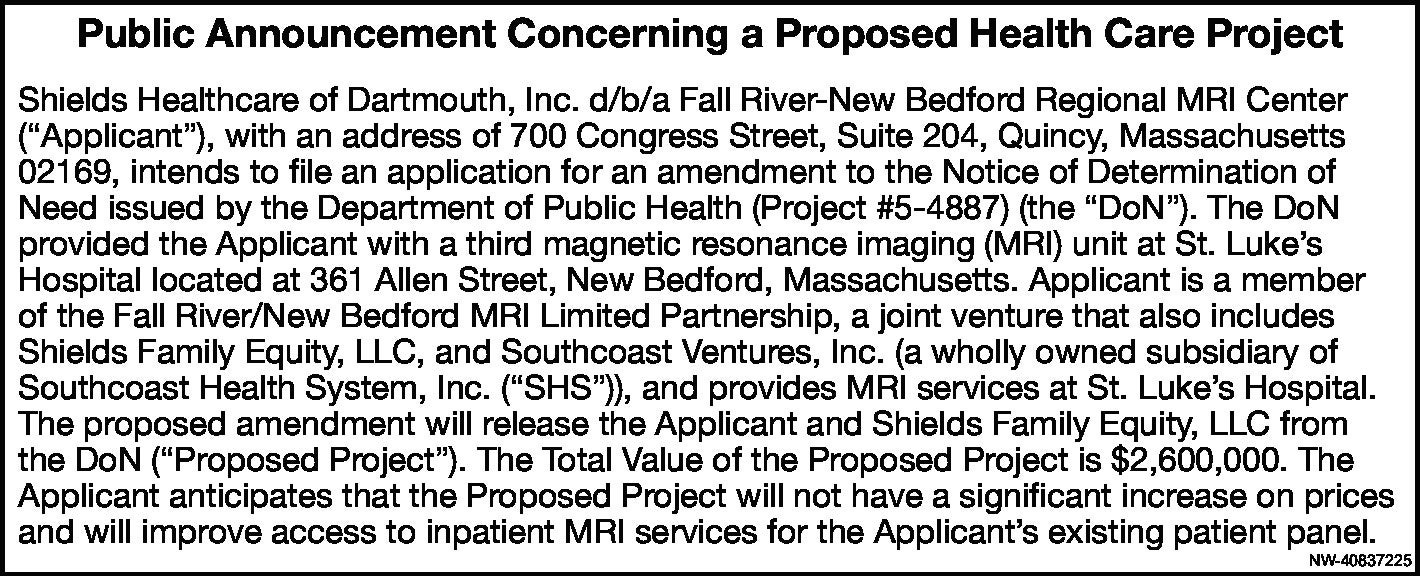 Public Announcement Concerning a Proposed Health Care Project
Shields Healthcare of Dartmouth, Inc. d/b/a Fall River-New Bedford Regional MRI Center
(“Applicant”), with an address of 700 Congress Street, Suite 204, Quincy, Massachusetts
02169, intends to file an application for an amendment to the Notice of Determination of
Need issued by the Department of Public Health (Project #5-4887) (the “DoN”). The DoN
provided the Applicant with a third magnetic resonance imaging (MRI) unit at St. Luke’s
Hospital located at 361 Allen Street, New Bedford, Massachusetts. Applicant is a member
of the Fall River/New Bedford MRI Limited Partnership, a joint venture that also includes
Shields Family Equity, LLC, and Southcoast Ventures, Inc. (a wholly owned subsidiary of
Southcoast Health System, Inc. (“SHS”)), and provides MRI services at St. Luke’s Hospital.
The proposed amendment will release the Applicant and Shields Family Equity, LLC from
the DoN (“Proposed Project”). The Total Value of the Proposed Project is $2,600,000. The
Applicant anticipates that the Proposed Project will not have a significant increase on prices
and will improve access to inpatient MRI services for the Applicant’s existing patient panel.
NW-40837225